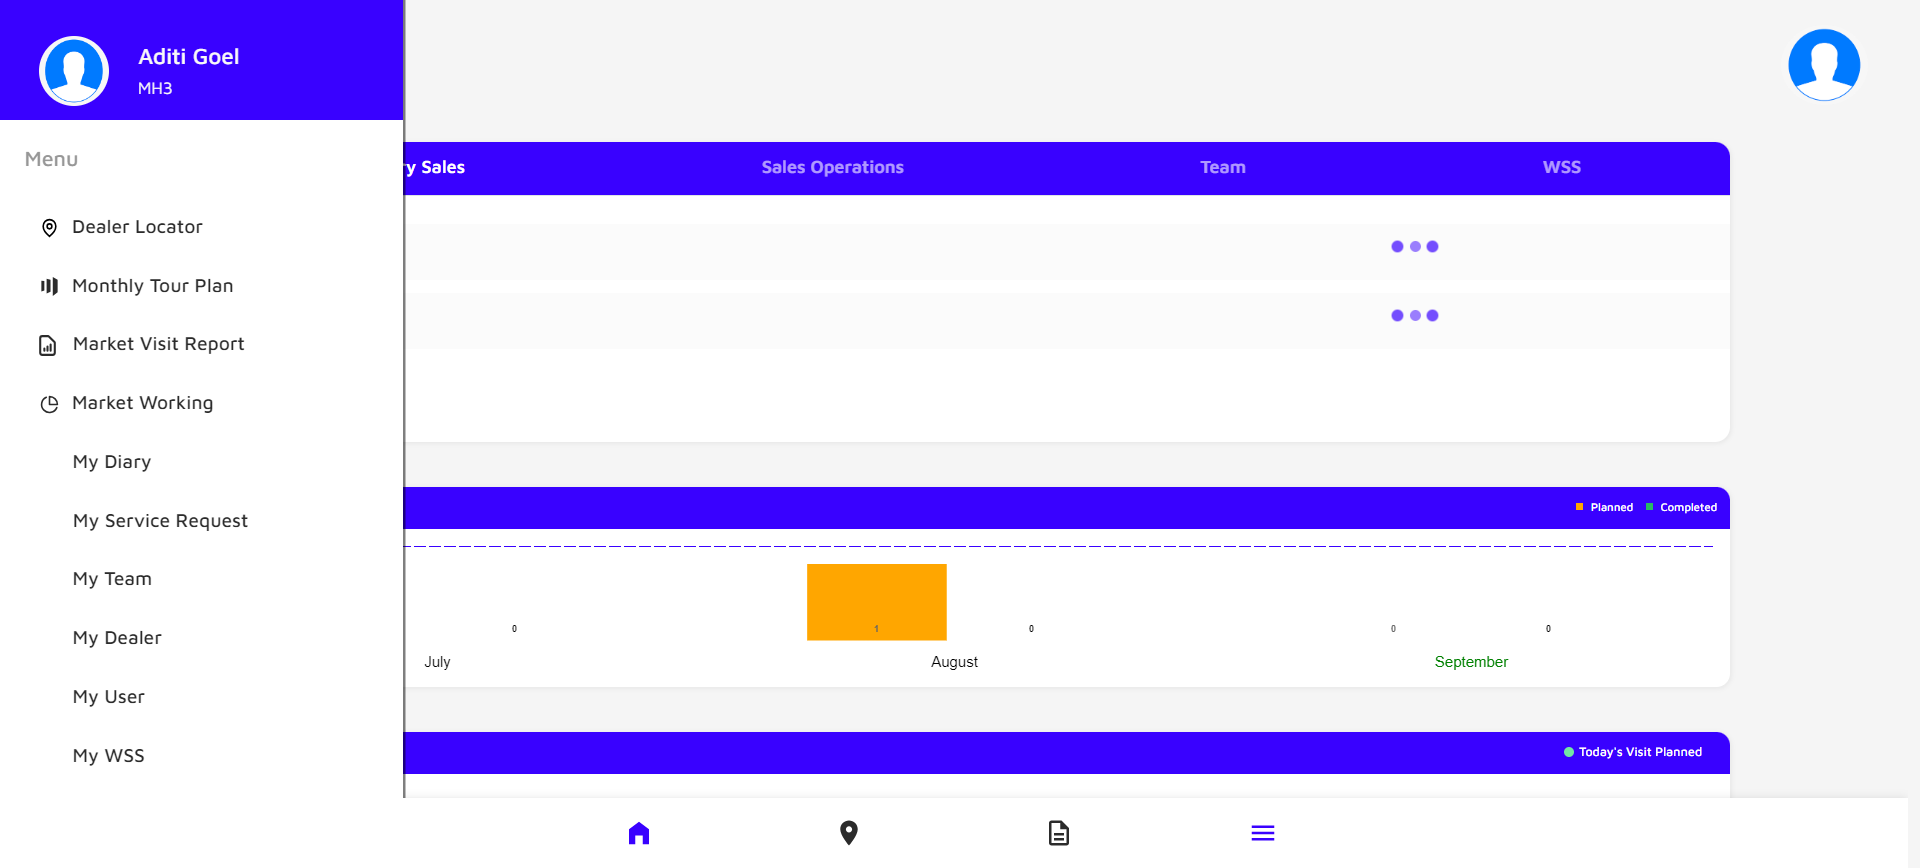 Aditi Goel
MH3
Menu
Dealer Locator
Monthly Tour Plan
Market Visit Report
Market Working
My Diary
My Service Request
My Team
My Dealer
My User
My WSS
y Sales
Sales Operations
Team
WSS
Planned
Completed
0
1
0
0
0
July
August
September
Today's Visit Planned